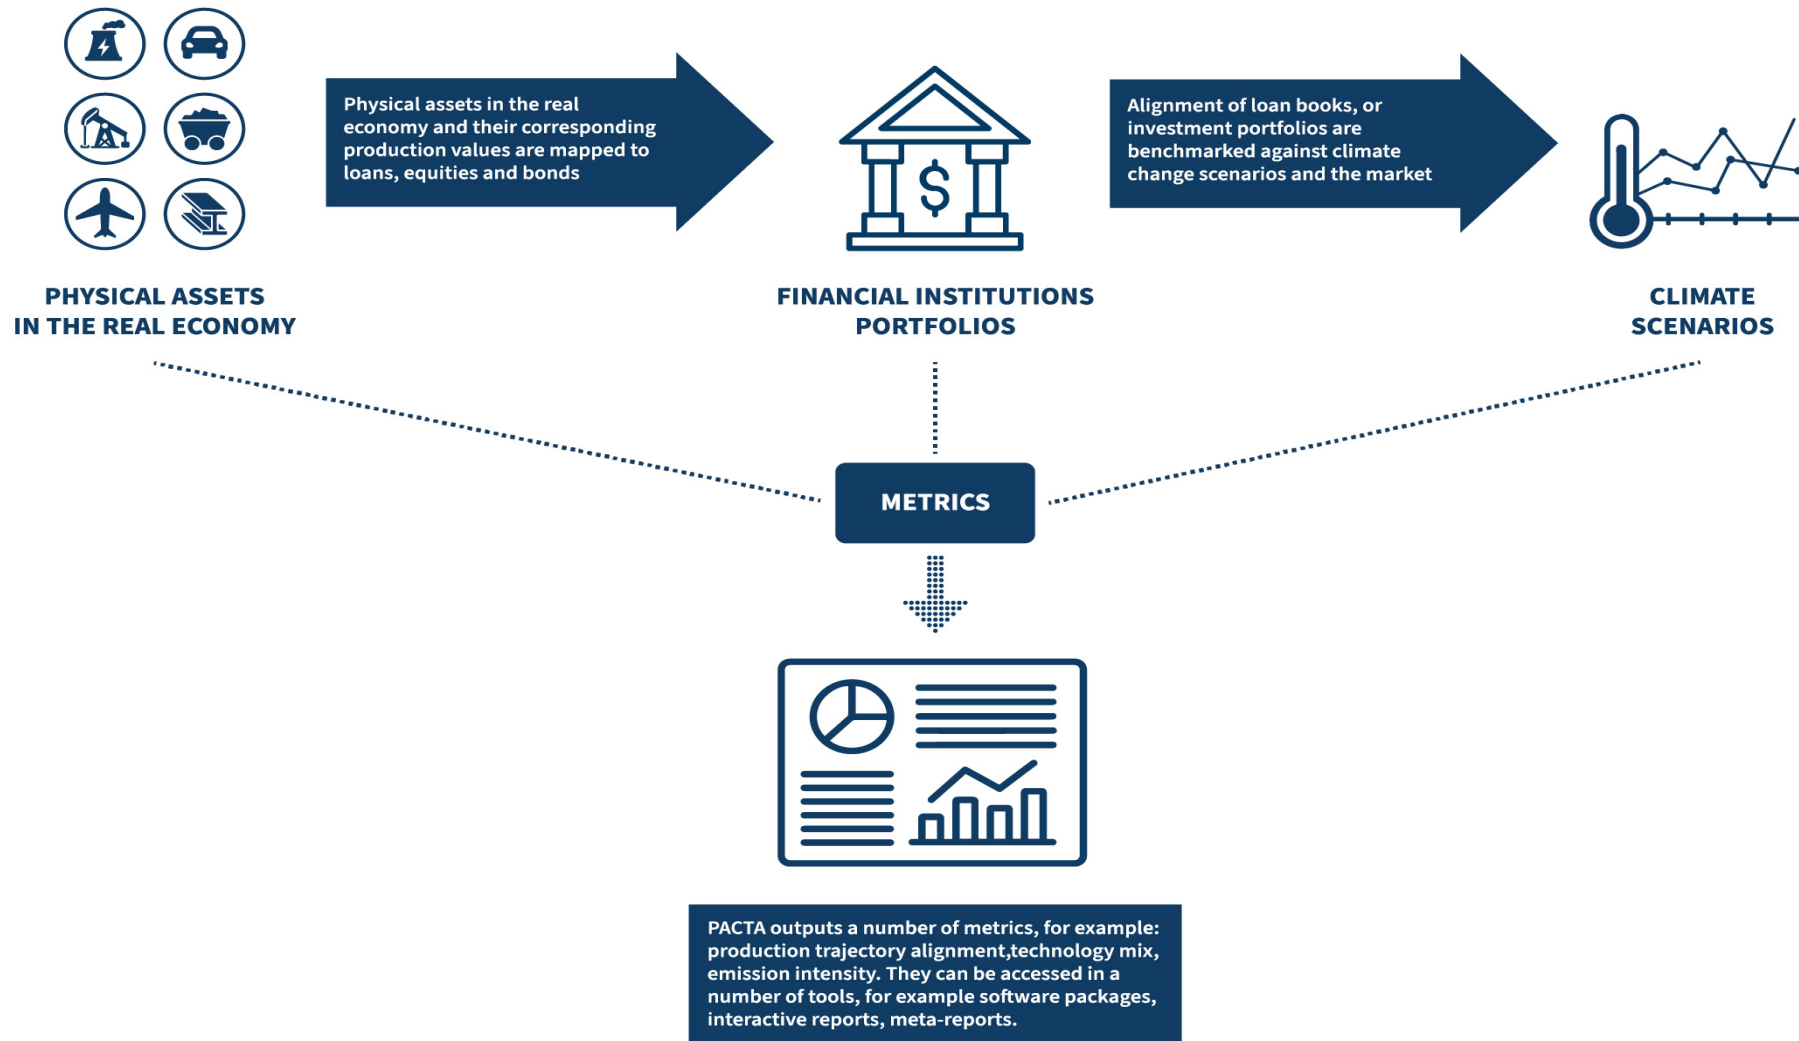 Physical assets in the real
economy and their corresponding
production values are mapped to
loans, equities and bonds
$
Alignment of loan books, or
investment portfolios are
benchmarked against climate
change scenarios and the market
PHYSICAL ASSETS
IN THE REAL ECONOMY
FINANCIAL INSTITUTIONS
PORTFOLIOS
CLIMATE
SCENARIOS
METRICS
PACTA outputs a number of metrics, for example:
production trajectory alignment,technology mix,
emission intensity. They can be accessed in a
number of tools, for example software packages,
interactive reports, meta-reports.